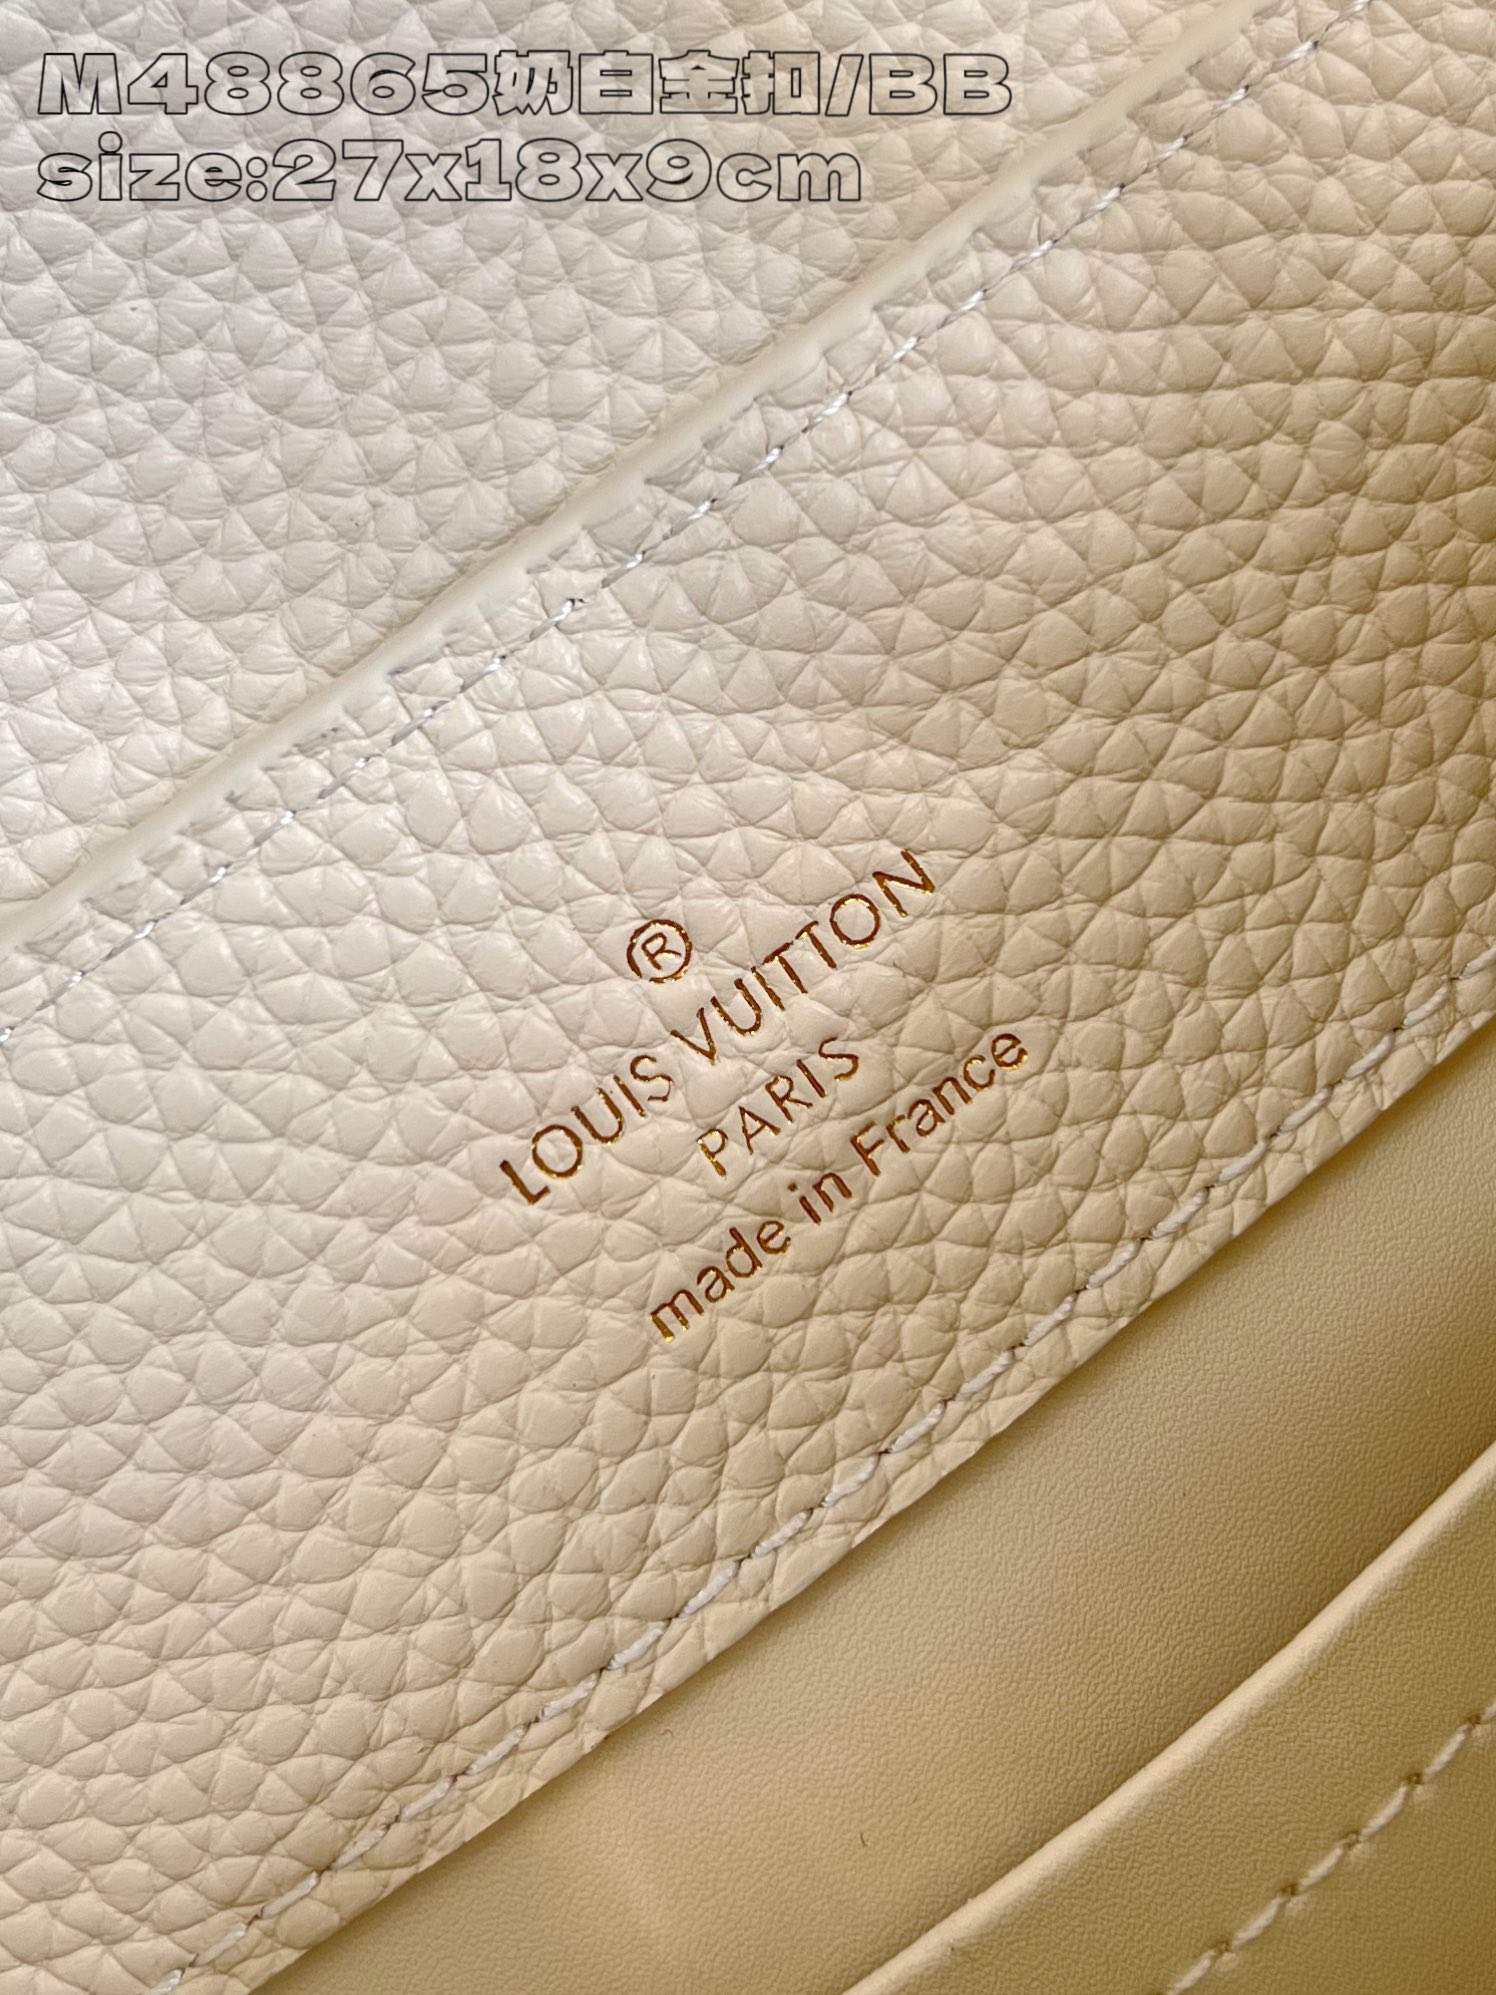 M48865奶白金扣/BB
size:27x18x9cm
®
LOUIS VUITTON
PARIS
made in France